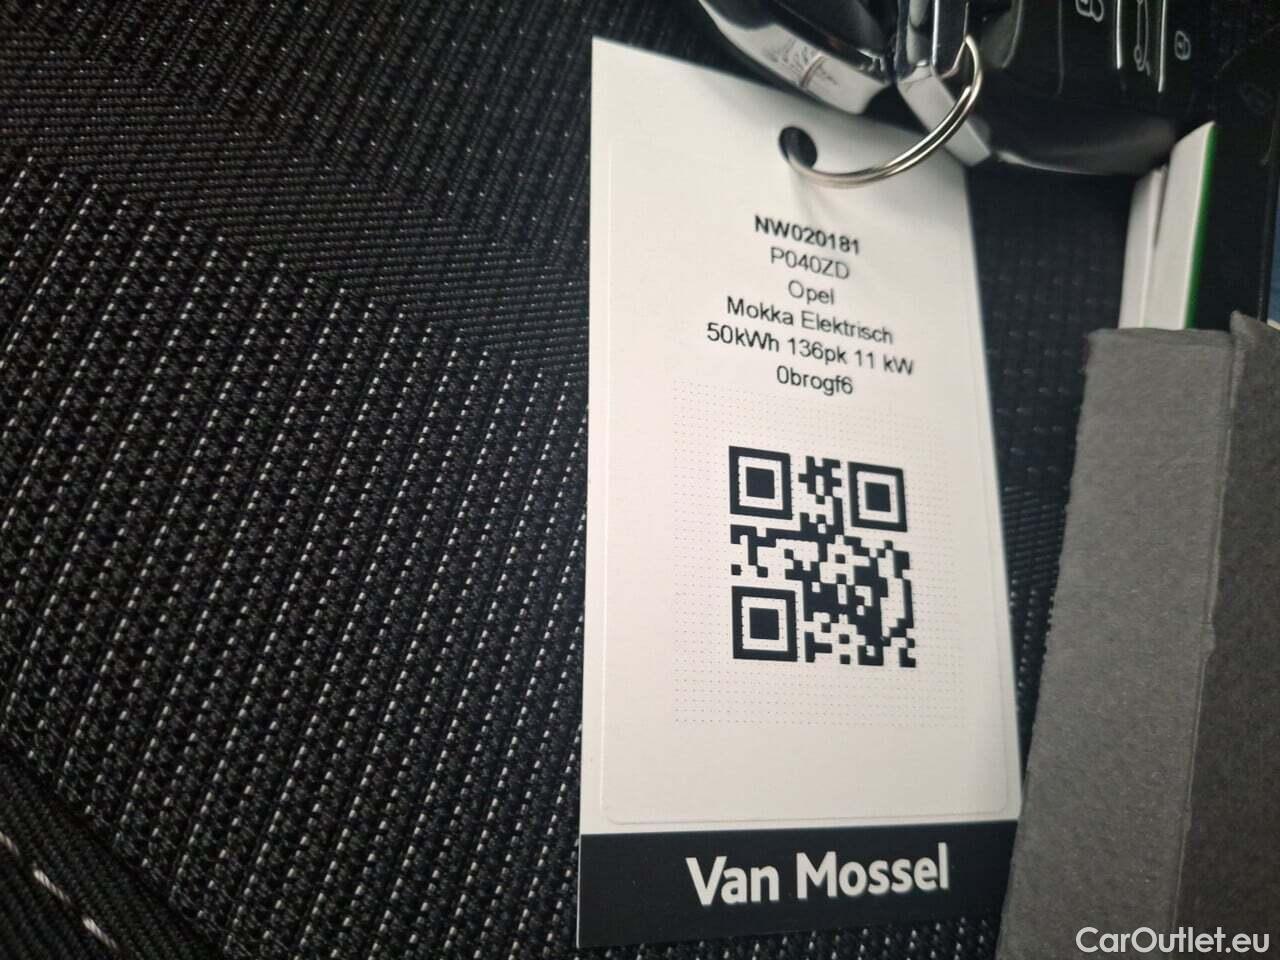 NW020181
P040ZD
Opel
Mokka Elektrisch
50kWh 136pk 11 kW
0brogf6
Van Mossel
CarOutlet.eu